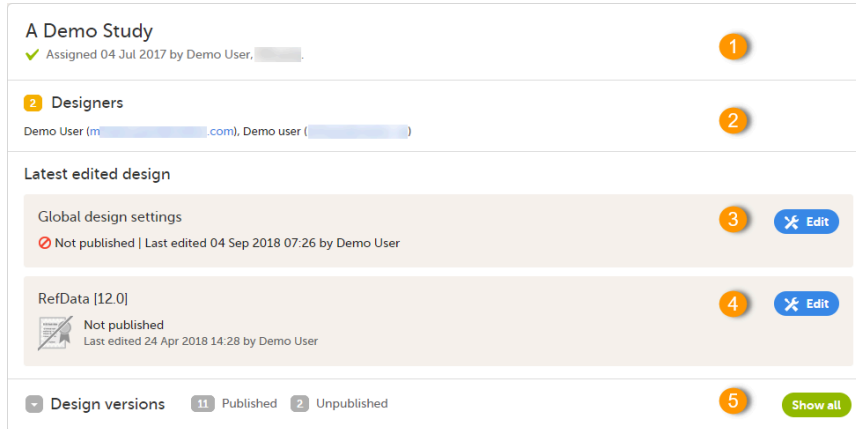 A Demo Study
Assigned 04 Jul 2017 by Demo User, .
1
2 Designers
Demo User (m .com), Demo user ( )
2
Latest edited design
Global design settings
Not published | Last edited 04 Sep 2018 07:26 by Demo User
3
Edit
RefData [12.0]
Not published
Last edited 24 Apr 2018 14:28 by Demo User
4
Edit
Design versions 11 Published 2 Unpublished
5
Show all